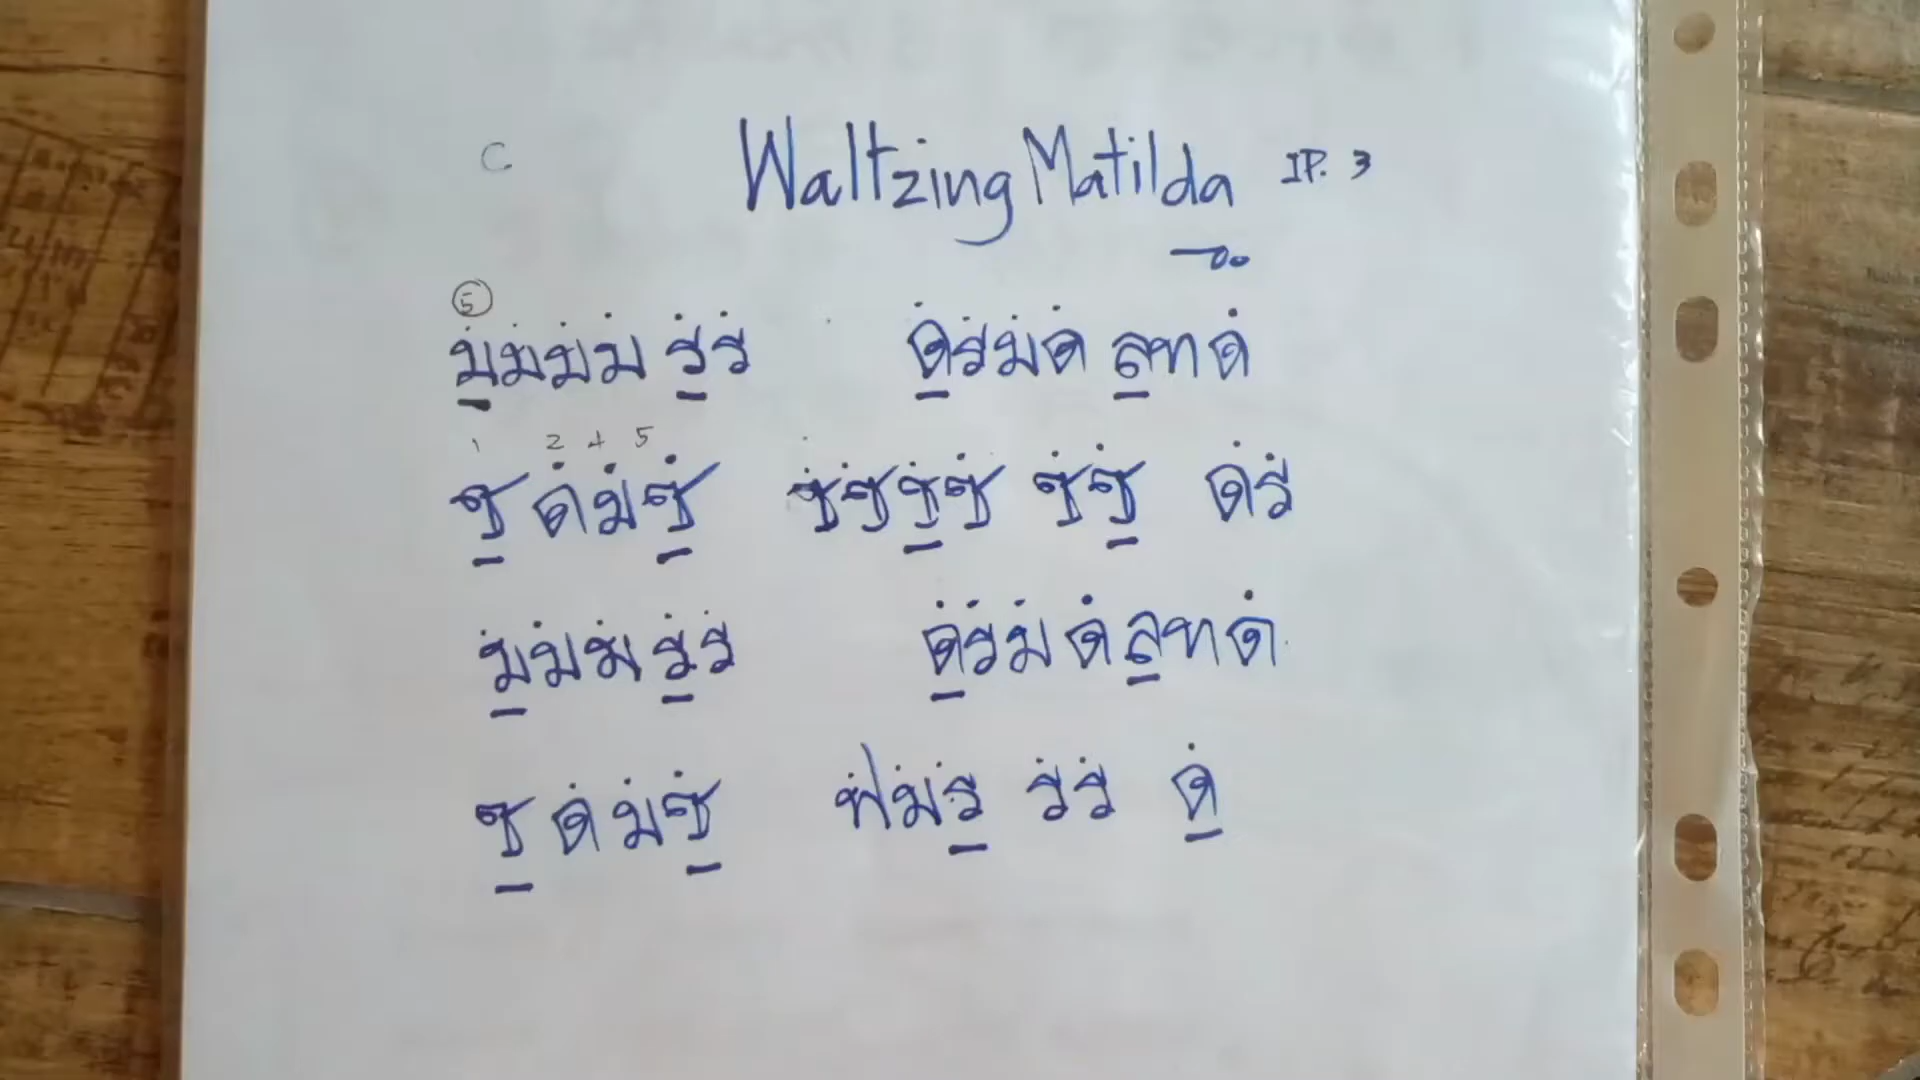 C Waltzing Matilda IP. 3
5
มํ มํ มํ มํ รํ รํ ดํ รํ มํ ดํ ล ท ดํ
1 2 4 5
ซ ดํ มํ ซํ ซํ ซํ ซํ ซํ ซํ ซํ ดํ รํ
มํ มํ มํ รํ รํ ดํ รํ มํ ดํ ล ท ดํ
ซ ดํ มํ ซํ ฟํ มํ รํ รํ รํ ดํ